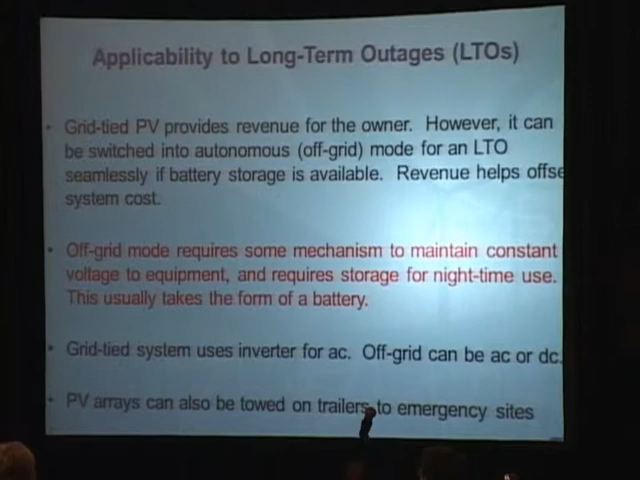 Applicability to Long-Term Outages (LTOs)
• Grid-tied PV provides revenue for the owner. However, it can
be switched into autonomous (off-grid) mode for an LTO
seamlessly if battery storage is available. Revenue helps offse
system cost.
• Off-grid mode requires some mechanism to maintain constant
voltage to equipment, and requires storage for night-time use.
This usually takes the form of a battery.
• Grid-tied system uses inverter for ac. Off-grid can be ac or dc.
• PV arrays can also be towed on trailers to emergency sites